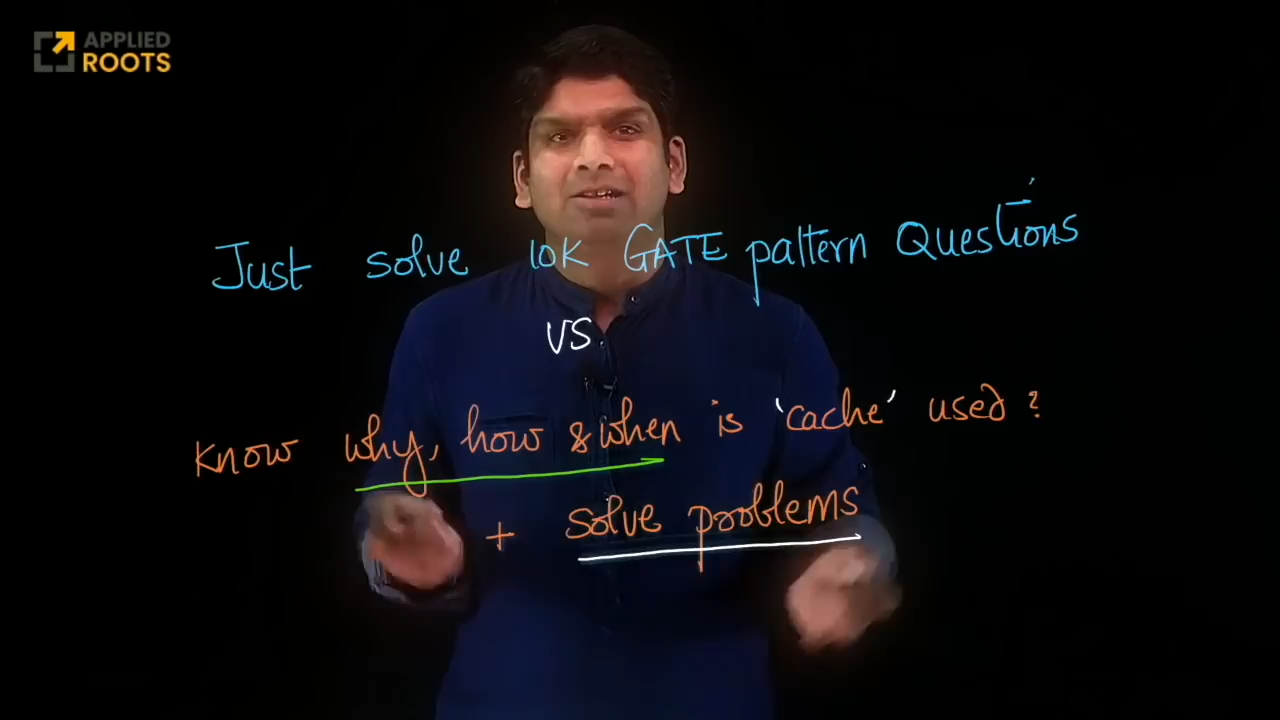 APPLIED
ROOTS
Just solve 10K GATE pattern Questions
VS
Know why, how & when is 'cache' used?
+ solve problems